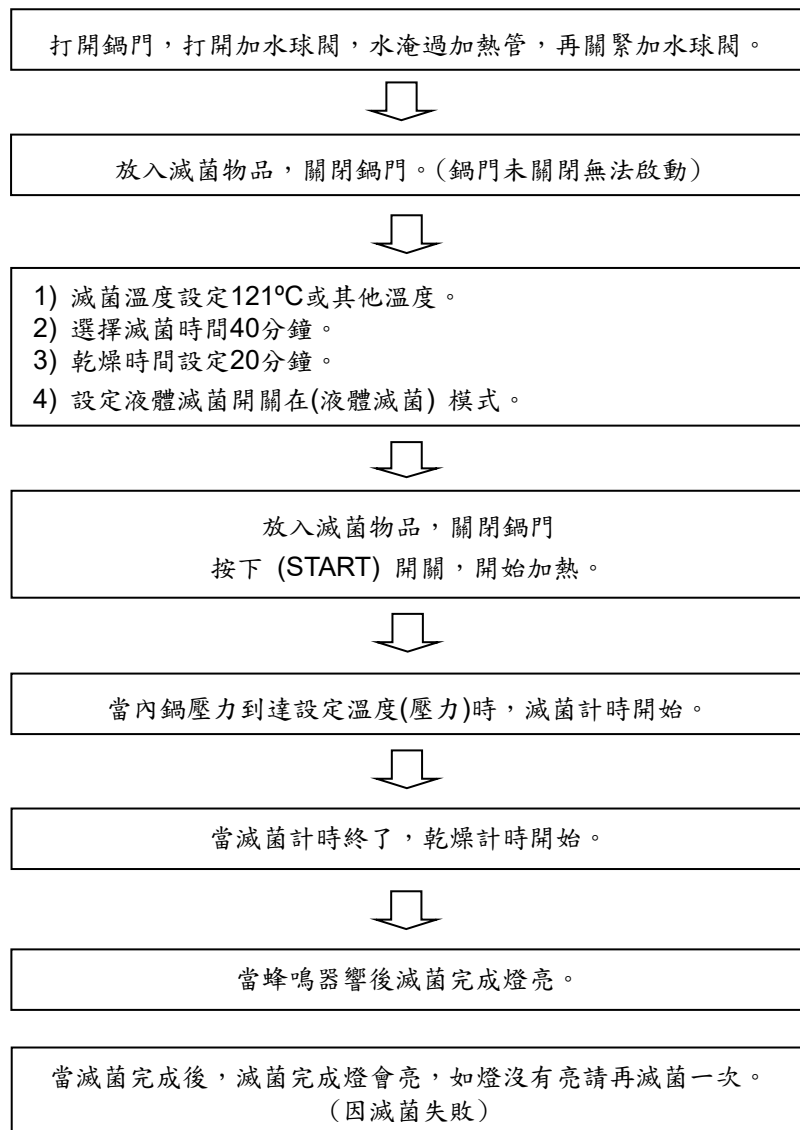 打開鍋門，打開加水球閥，水淹過加熱管，再關緊加水球閥。
放入滅菌物品，關閉鍋門。（鍋門未關閉無法啟動）
1) 滅菌溫度設定121ºC或其他溫度。
2) 選擇滅菌時間40分鐘。
3) 乾燥時間設定20分鐘。
4) 設定液體滅菌開關在(液體滅菌) 模式。
放入滅菌物品，關閉鍋門
按下 (START) 開關，開始加熱。
當內鍋壓力到達設定溫度(壓力)時，滅菌計時開始。
當滅菌計時終了，乾燥計時開始。
當蜂鳴器響後滅菌完成燈亮。
當滅菌完成後，滅菌完成燈會亮，如燈沒有亮請再滅菌一次。
（因滅菌失敗）